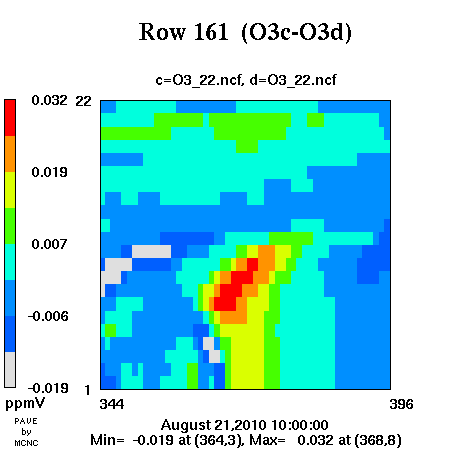 Row 161 (O3c-O3d)
c=O3_22.ncf, d=O3_22.ncf
0.032
22
0.019
0.007
-0.006
-0.019
1
ppmV
344
396
PAVE
by
MCNC
August 21,2010 10:00:00
Min= -0.019 at (364,3), Max= 0.032 at (368,8)